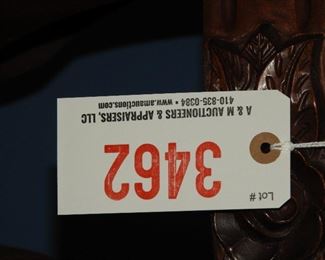 Lot #
3462
A & M AUCTIONEERS & APPRAISERS, LLC
410-835-0384 • www.amauctions.com